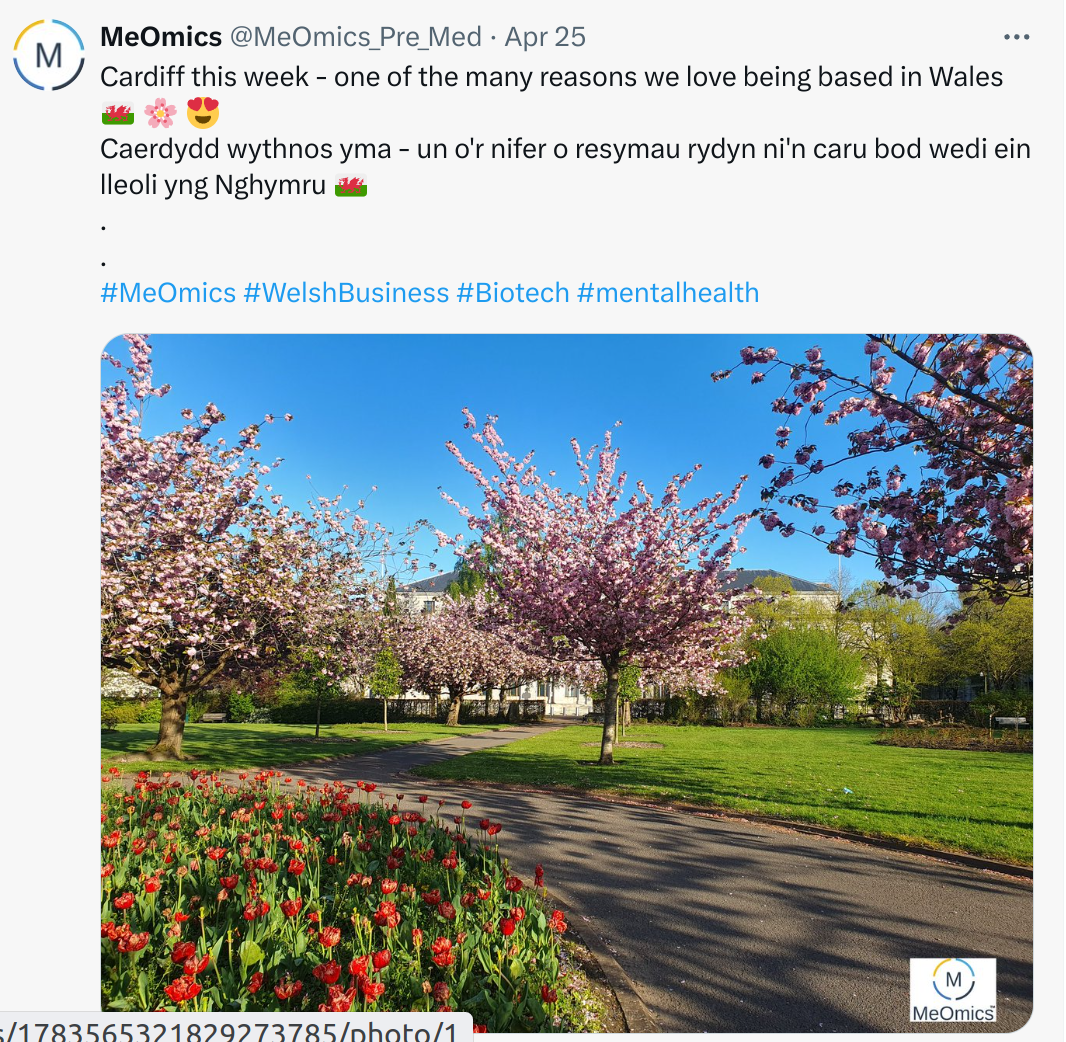 M
MeOmics @MeOmics_Pre_Med · Apr 25
Cardiff this week – one of the many reasons we love being based in Wales
🏴󠁧󠁢󠁷󠁬󠁳󠁿 🌸 😍
Caerdydd wythnos yma – un o'r nifer o resymau rydyn ni'n caru bod wedi ein
lleoli yng Nghymru 🏴󠁧󠁢󠁷󠁬󠁳󠁿
.
.
#MeOmics #WelshBusiness #Biotech #mentalhealth
M
MeOmics™
s/1783565321829273785/photo/1